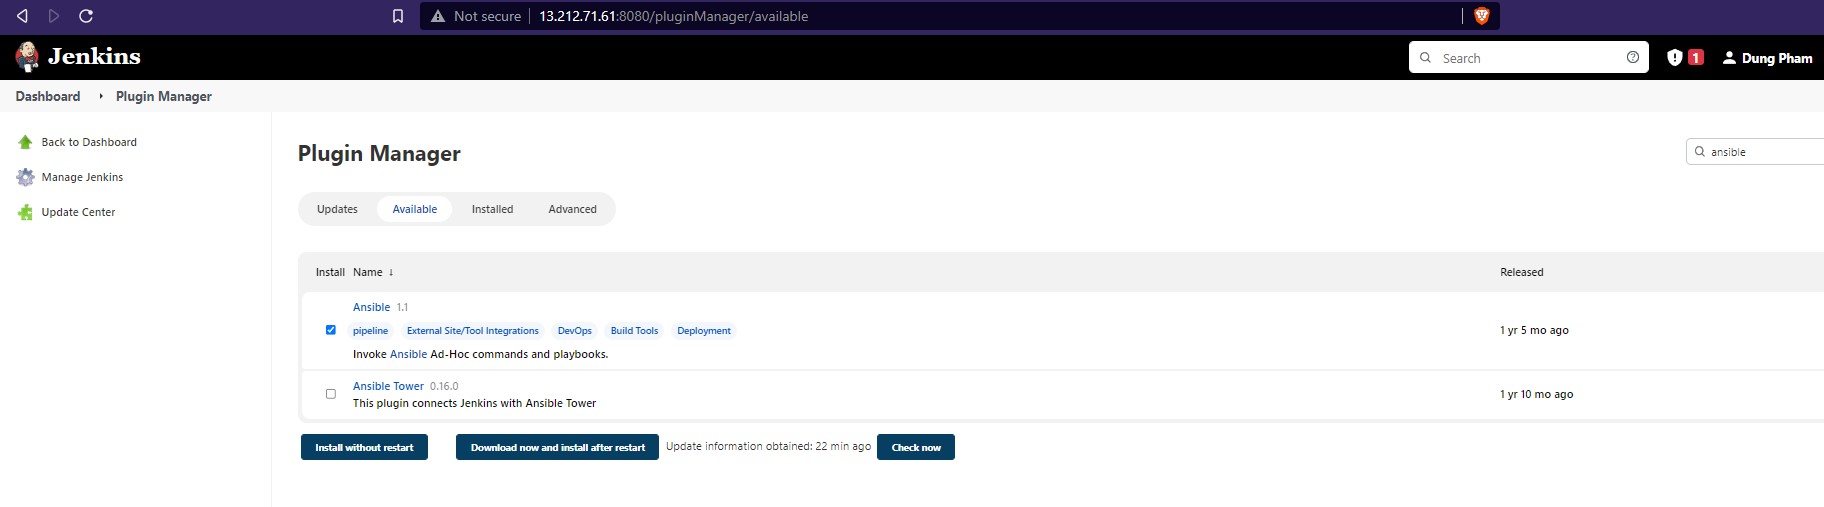 Not secure 13.212.71.61:8080/pluginManager/available
Jenkins Search 1 Dung Pham
Dashboard Plugin Manager
Back to Dashboard
Manage Jenkins
Update Center
Plugin Manager
ansible
Updates Available Installed Advanced
Install Name ↓ Released
Ansible 1.1
pipeline External Site/Tool Integrations DevOps Build Tools Deployment
1 yr 5 mo ago
Invoke Ansible Ad-Hoc commands and playbooks.
Ansible Tower 0.16.0
This plugin connects Jenkins with Ansible Tower
1 yr 10 mo ago
Install without restart Download now and install after restart Update information obtained: 22 min ago Check now